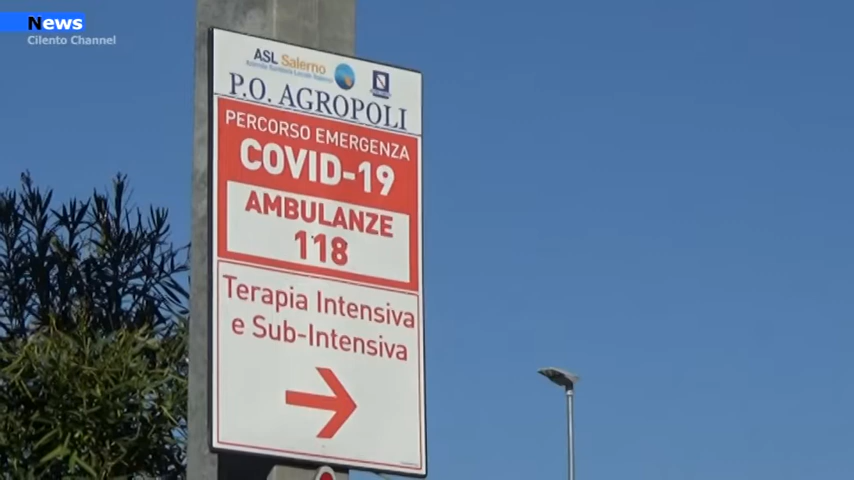 News
Cilento Channel
ASL Salerno
P.O. AGROPOLI
PERCORSO EMERGENZA
COVID-19
AMBULANZE
118
Terapia Intensiva
e Sub-Intensiva